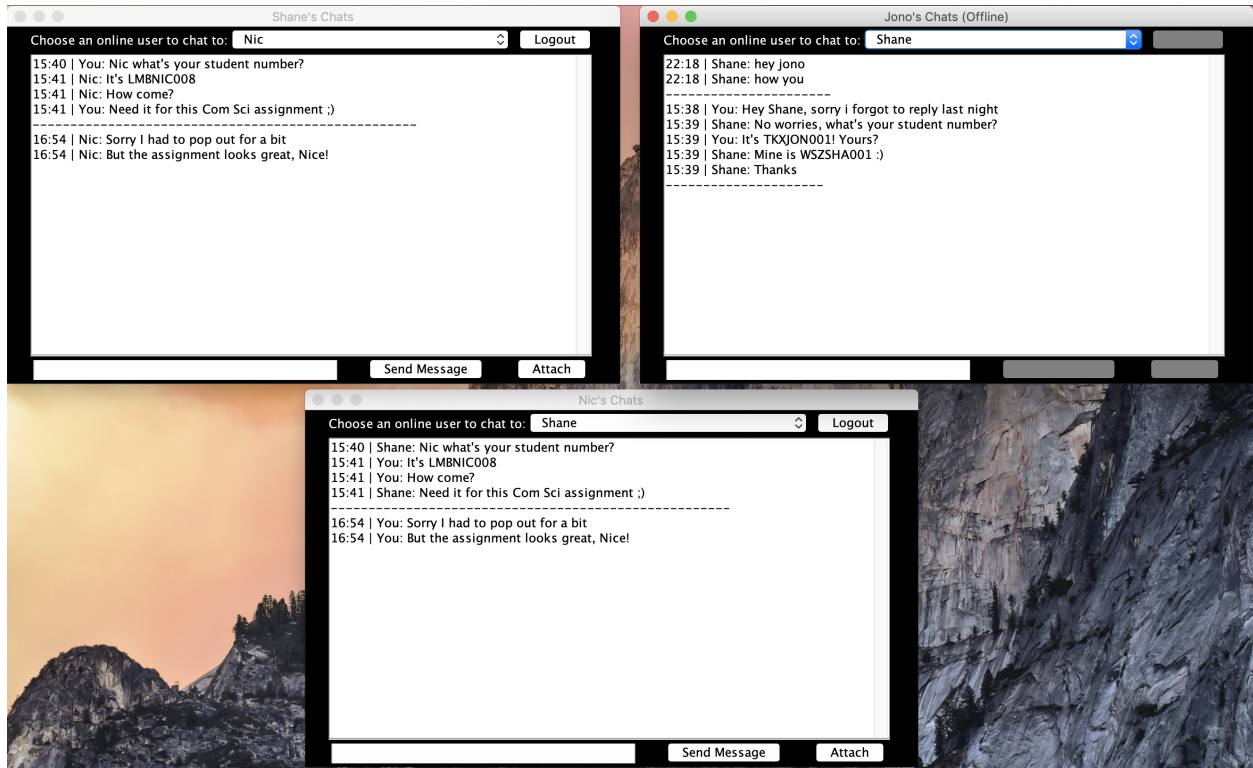 Shane's Chats
Choose an online user to chat to: Nic Logout
15:40 | You: Nic what's your student number?
15:41 | Nic: It's LMBNIC008
15:41 | Nic: How come?
15:41 | You: Need it for this Com Sci assignment ;)
----------------------------------------------------
16:54 | Nic: Sorry I had to pop out for a bit
16:54 | Nic: But the assignment looks great, Nice!
Send Message Attach
Jono's Chats (Offline)
Choose an online user to chat to: Shane
22:18 | Shane: hey jono
22:18 | Shane: how you
----------------------
15:38 | You: Hey Shane, sorry i forgot to reply last night
15:39 | Shane: No worries, what's your student number?
15:39 | You: It's TKXJON001! Yours?
15:39 | Shane: Mine is WSZSHA001 :)
15:39 | Shane: Thanks
---------------------
Nic's Chats
Choose an online user to chat to: Shane Logout
15:40 | Shane: Nic what's your student number?
15:41 | You: It's LMBNIC008
15:41 | You: How come?
15:41 | Shane: Need it for this Com Sci assignment ;)
------------------------------------------------------
16:54 | You: Sorry I had to pop out for a bit
16:54 | You: But the assignment looks great, Nice!
Send Message Attach